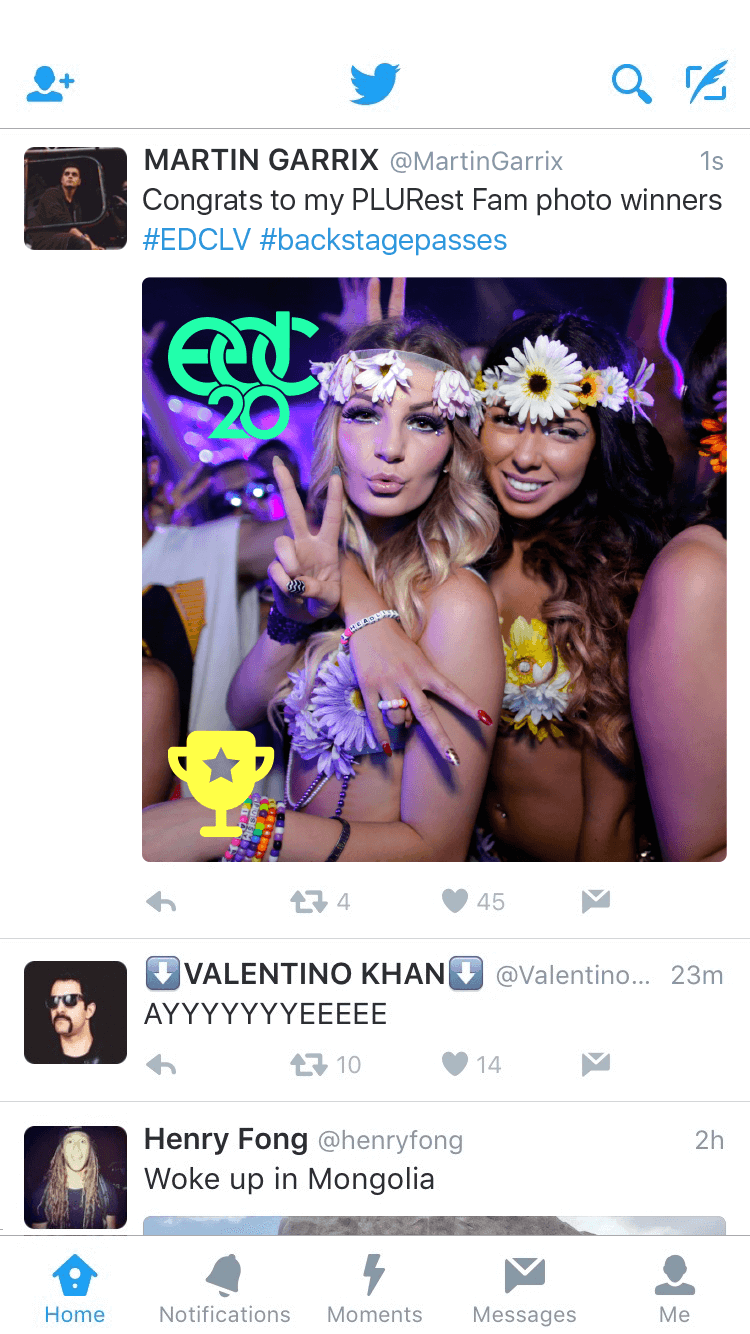 MARTIN GARRIX @MartinGarrix 1s
Congrats to my PLURest Fam photo winners
#EDCLV #backstagepasses
edc
20
4 45
⬇️VALENTINO KHAN⬇️ @Valentino... 23m
AYYYYYYYEEEEE
10 14
Henry Fong @henryfong 2h
Woke up in Mongolia
Home Notifications Moments Messages Me